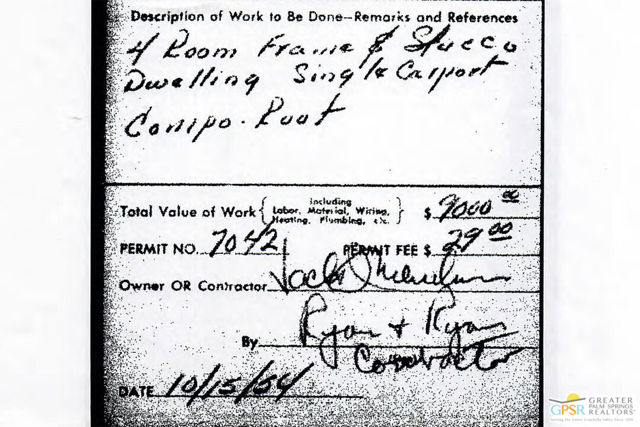 Description of Work to Be Done—Remarks and References
4 Room Frame & Stucco
Dwelling Single Carport
Compo. Roof
Total Value of Work { including Labor, Material, Wiring, Heating, Plumbing, etc. } $ 9000 00
PERMIT NO. 7042 PERMIT FEE $ 29 00
Owner OR Contractor Jack
By Ryan & Ryan
Contractor
DATE 10/15/54
GREATER
PALM SPRINGS
GPSR REALTORS®